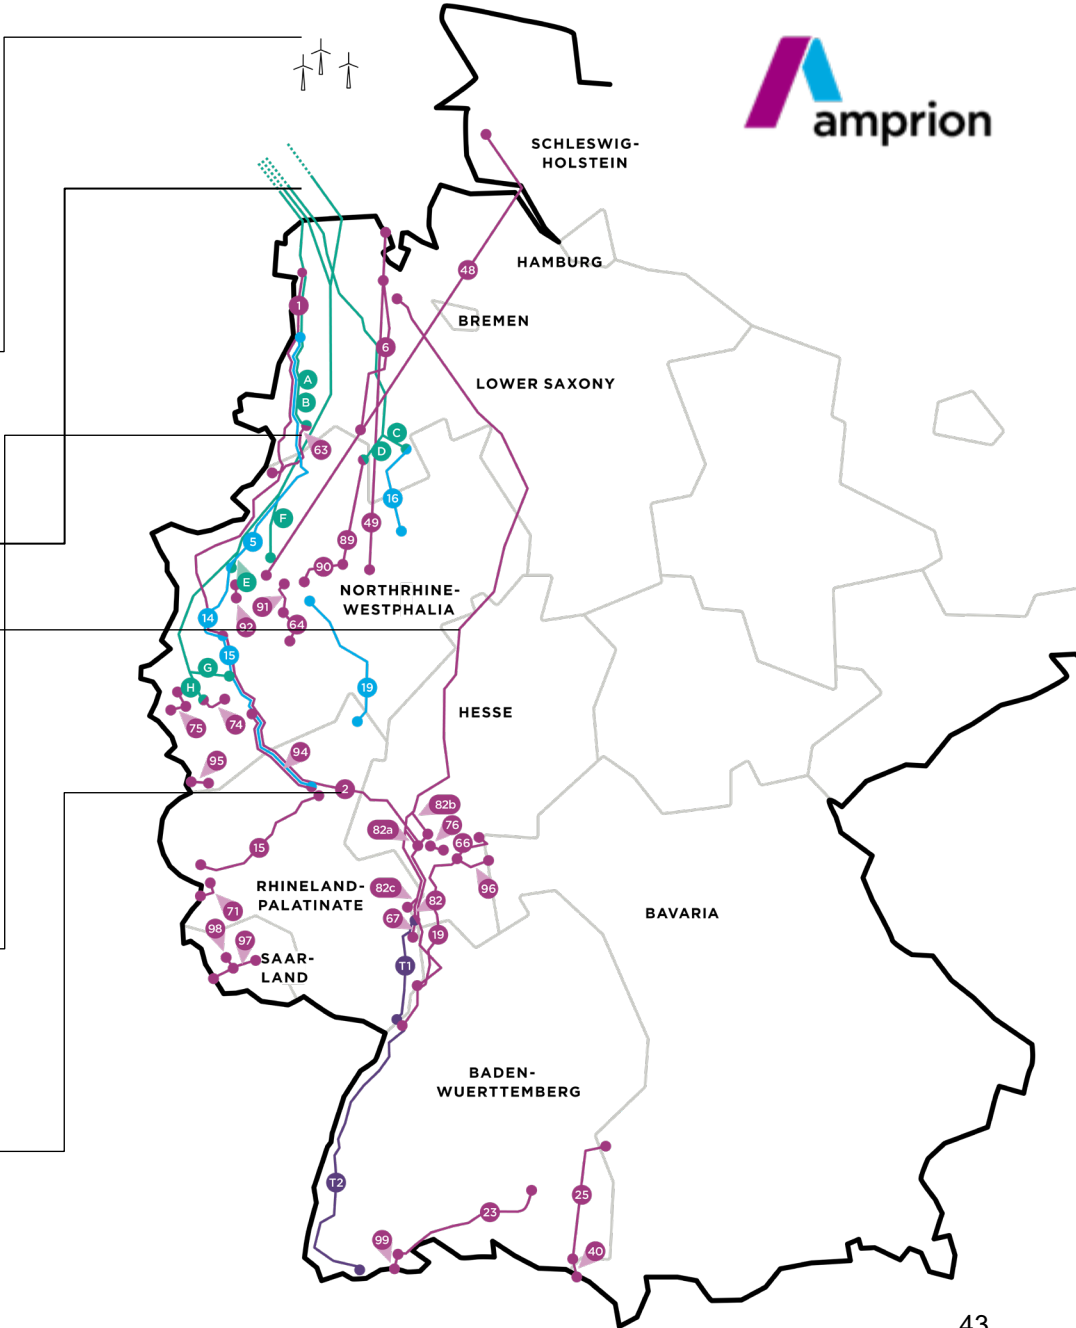 amprion
SCHLESWIG-
HOLSTEIN
HAMBURG
48
1
BREMEN
6
LOWER SAXONY
A
B
C
63
D
16
F
49
5
89
90
E
NORTHRHINE-
WESTPHALIA
91
14
92
64
15
G
H
19
HESSE
75
74
94
95
2
82b
82a
76
66
15
82c
96
RHINELAND-
PALATINATE
82
71
67
BAVARIA
98
97
19
SAAR-
LAND
T1
BADEN-
WUERTTEMBERG
T2
25
23
99
40
43